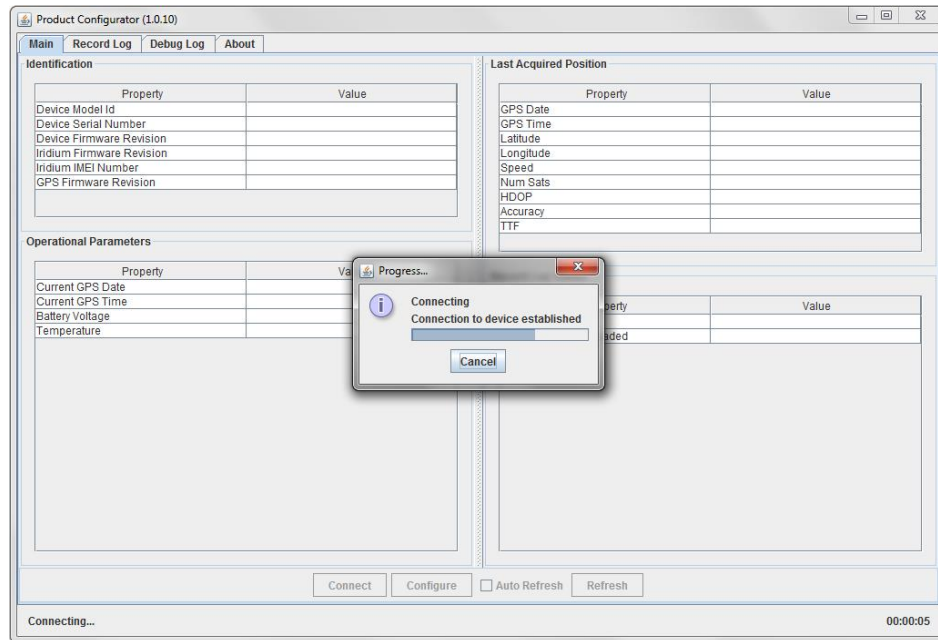 Product Configurator (1.0.10)
Main Record Log Debug Log About
Identification
Property Value
Device Model Id
Device Serial Number
Device Firmware Revision
Iridium Firmware Revision
Iridium IMEI Number
GPS Firmware Revision
Operational Parameters
Property Va
Current GPS Date
Current GPS Time
Battery Voltage
Temperature
Last Acquired Position
Property Value
GPS Date
GPS Time
Latitude
Longitude
Speed
Num Sats
HDOP
Accuracy
TTF
perty Value
aded
Progress...
Connecting
Connection to device established
Cancel
Connect Configure Auto Refresh Refresh
Connecting... 00:00:05